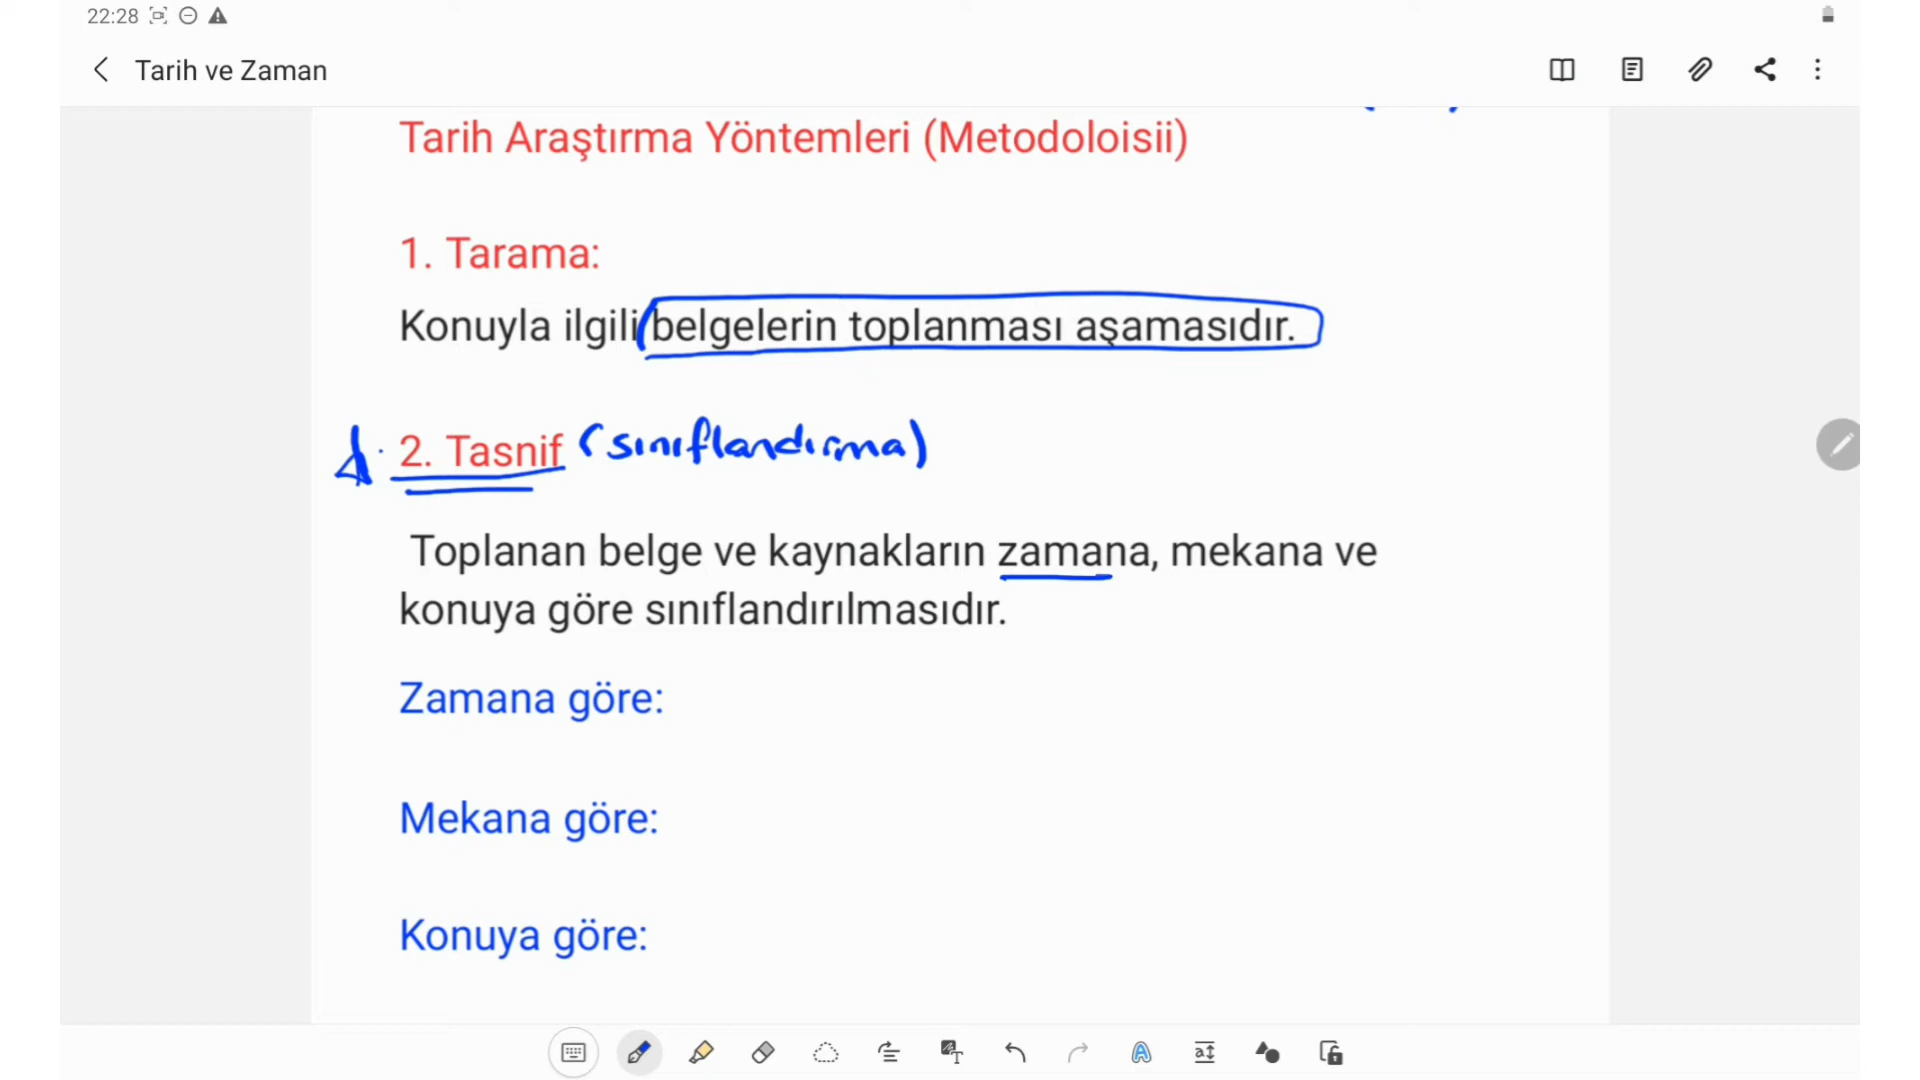 22:28
Tarih ve Zaman
Tarih Araştırma Yöntemleri (Metodoloisii)
1. Tarama:
Konuyla ilgili belgelerin toplanması aşamasıdır.
2. Tasnif (sınıflandırma)
Toplanan belge ve kaynakların zamana, mekana ve
konuya göre sınıflandırılmasıdır.
Zamana göre:
Mekana göre:
Konuya göre: